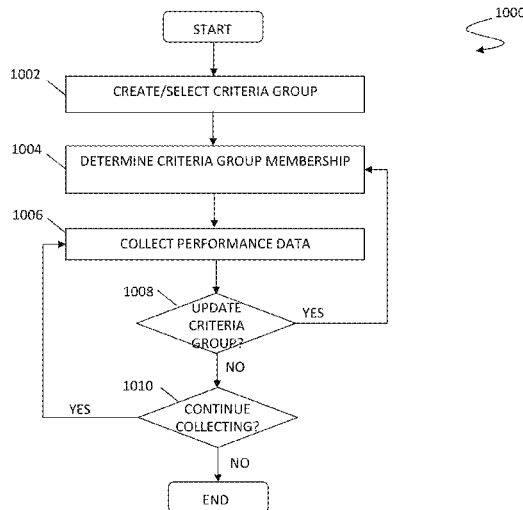 START
1000
1002
CREATE/SELECT CRITERIA GROUP
1004
DETERMINE CRITERIA GROUP MEMBERSHIP
1006
COLLECT PERFORMANCE DATA
1008
UPDATE
CRITERIA
GROUP?
YES
NO
1010
CONTINUE
COLLECTING?
YES
NO
END